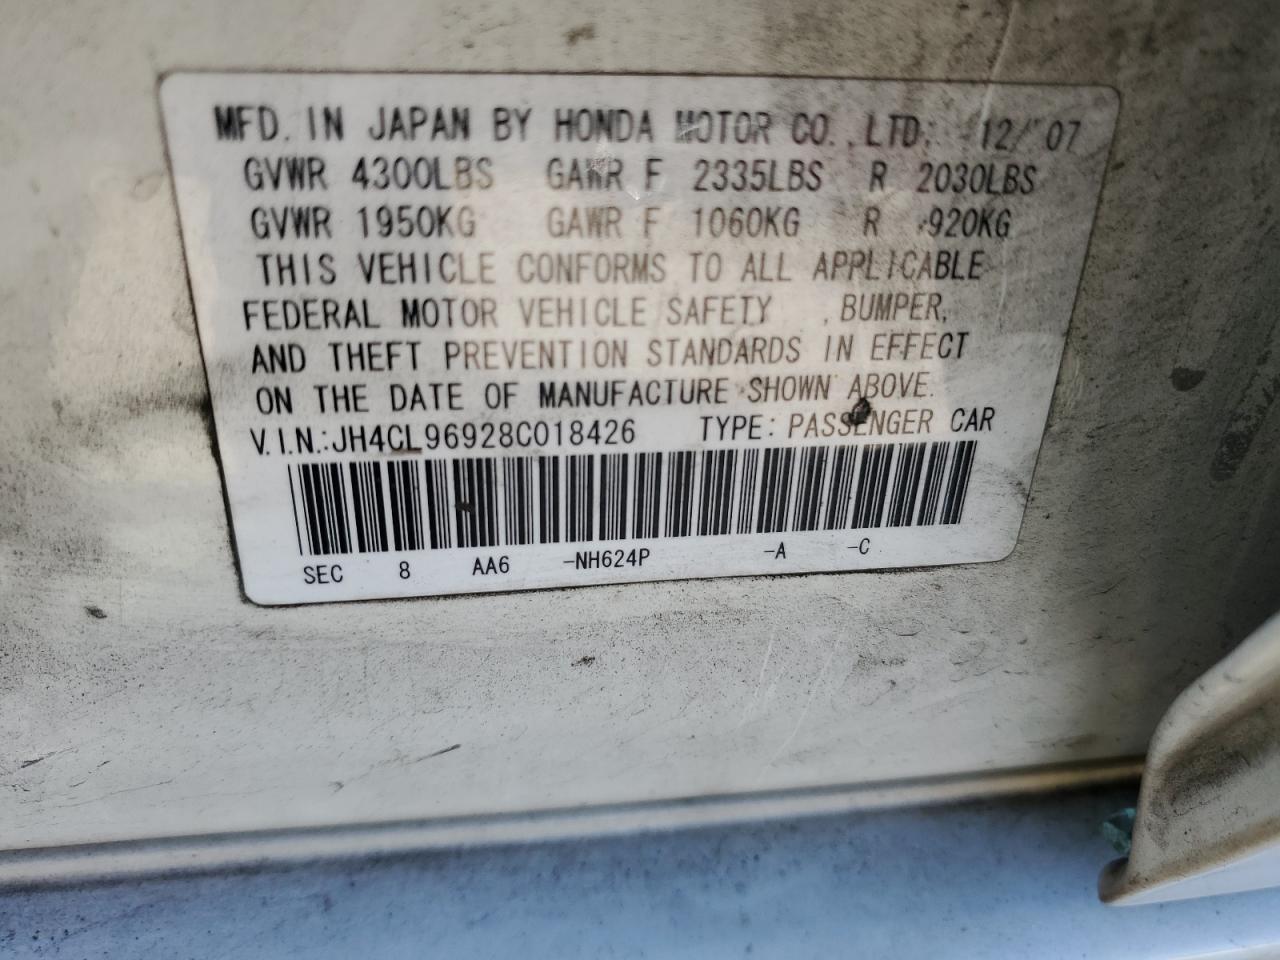 MFD. IN JAPAN BY HONDA MOTOR CO., LTD. 12/ 07
GVWR 4300LBS GAWR F 2335LBS R 2030LBS
GVWR 1950KG GAWR F 1060KG R 920KG
THIS VEHICLE CONFORMS TO ALL APPLICABLE
FEDERAL MOTOR VEHICLE SAFETY , BUMPER,
AND THEFT PREVENTION STANDARDS IN EFFECT
ON THE DATE OF MANUFACTURE SHOWN ABOVE.
V.I.N.:JH4CL96928C018426 TYPE: PASSENGER CAR
SEC 8 AA6 -NH624P -A -C